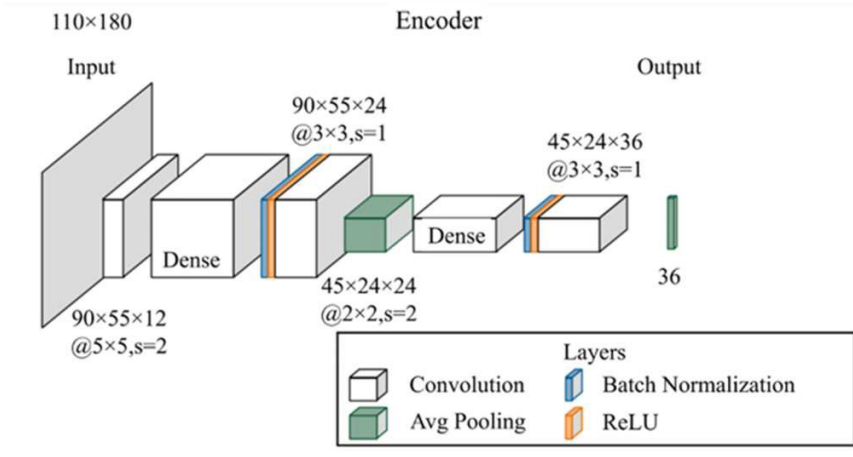 110×180
Encoder
Input
Output
90×55×24
@3×3,s=1
45×24×36
@3×3,s=1
Dense
Dense
90×55×12
@5×5,s=2
45×24×24
@2×2,s=2
36
Layers
Convolution
Batch Normalization
Avg Pooling
ReLU